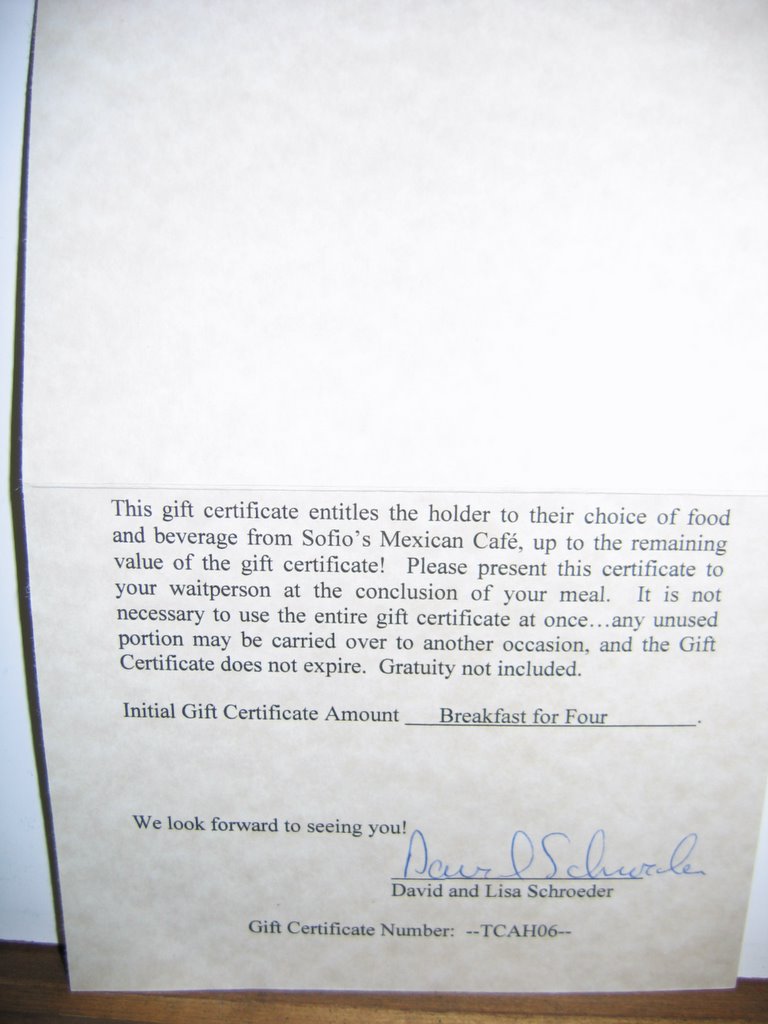 This gift certificate entitles the holder to their choice of food
and beverage from Sofio's Mexican Café, up to the remaining
value of the gift certificate! Please present this certificate to
your waitperson at the conclusion of your meal. It is not
necessary to use the entire gift certificate at once...any unused
portion may be carried over to another occasion, and the Gift
Certificate does not expire. Gratuity not included.
Initial Gift Certificate Amount ___Breakfast for Four________.
We look forward to seeing you!
David Schroeder
David and Lisa Schroeder
Gift Certificate Number: --TCAH06--